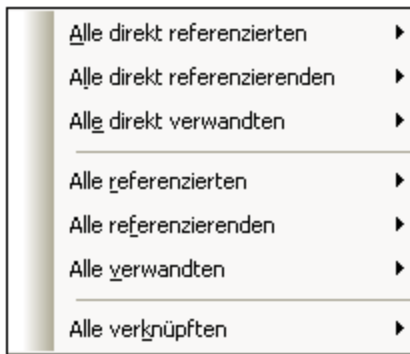 Alle direkt referenzierten
Alle direkt referenzierenden
Alle direkt verwandten
Alle referenzierten
Alle referenzierenden
Alle verwandten
Alle verknüpften